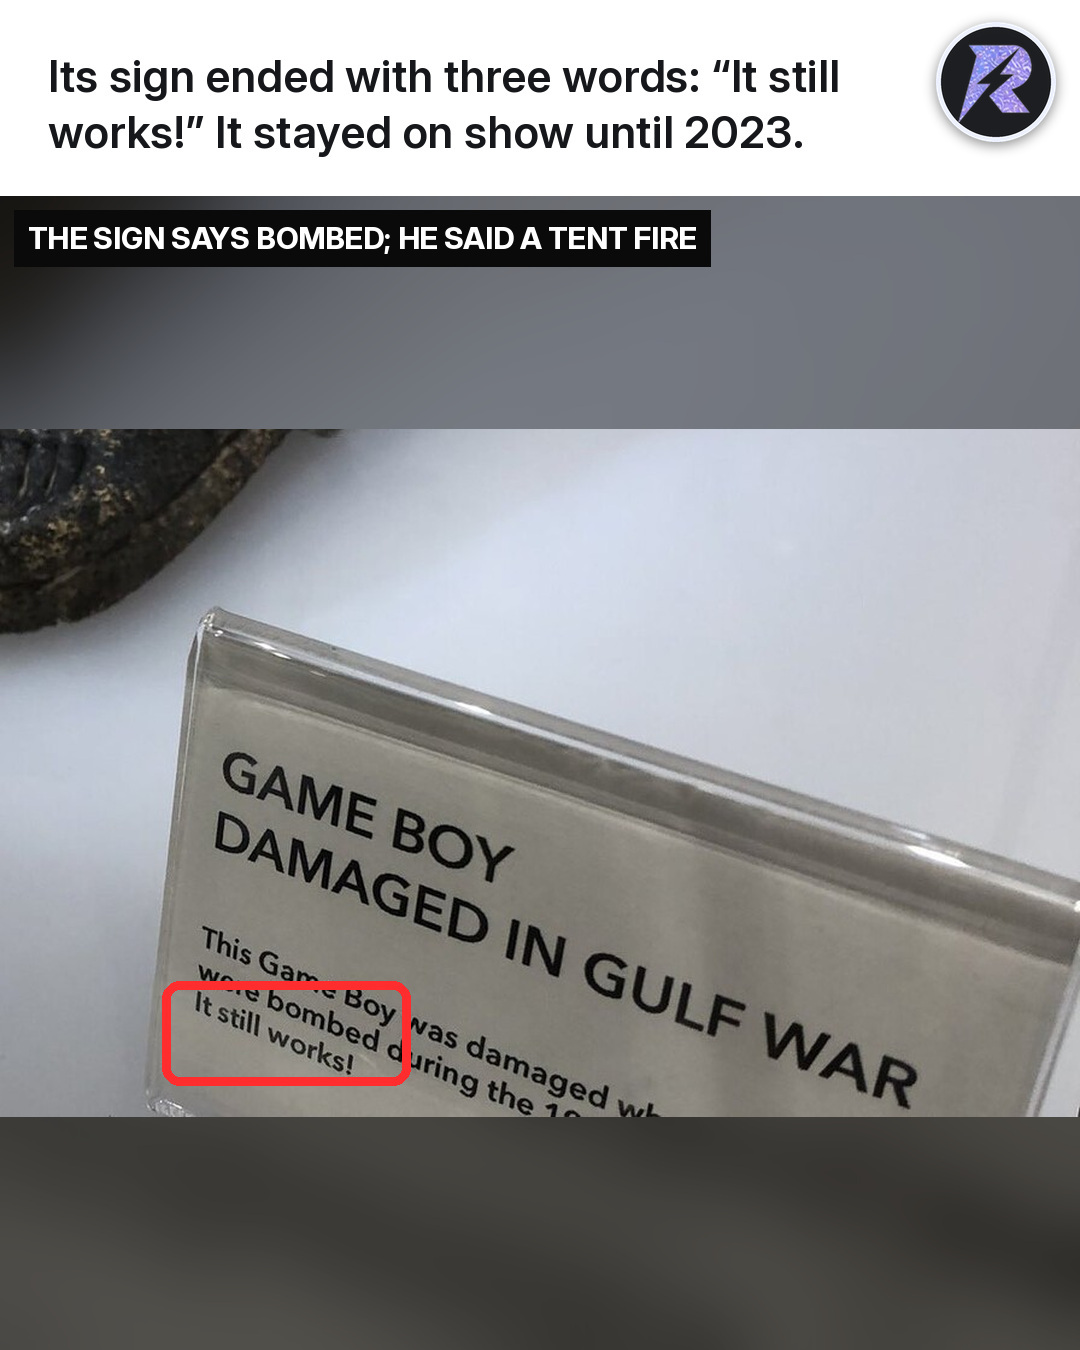 Its sign ended with three words: “It still
works!” It stayed on show until 2023.
R
THE SIGN SAYS BOMBED; HE SAID A TENT FIRE
GAME BOY
DAMAGED IN GULF WAR
This Game Boy was damaged
were bombed during the
It still works!